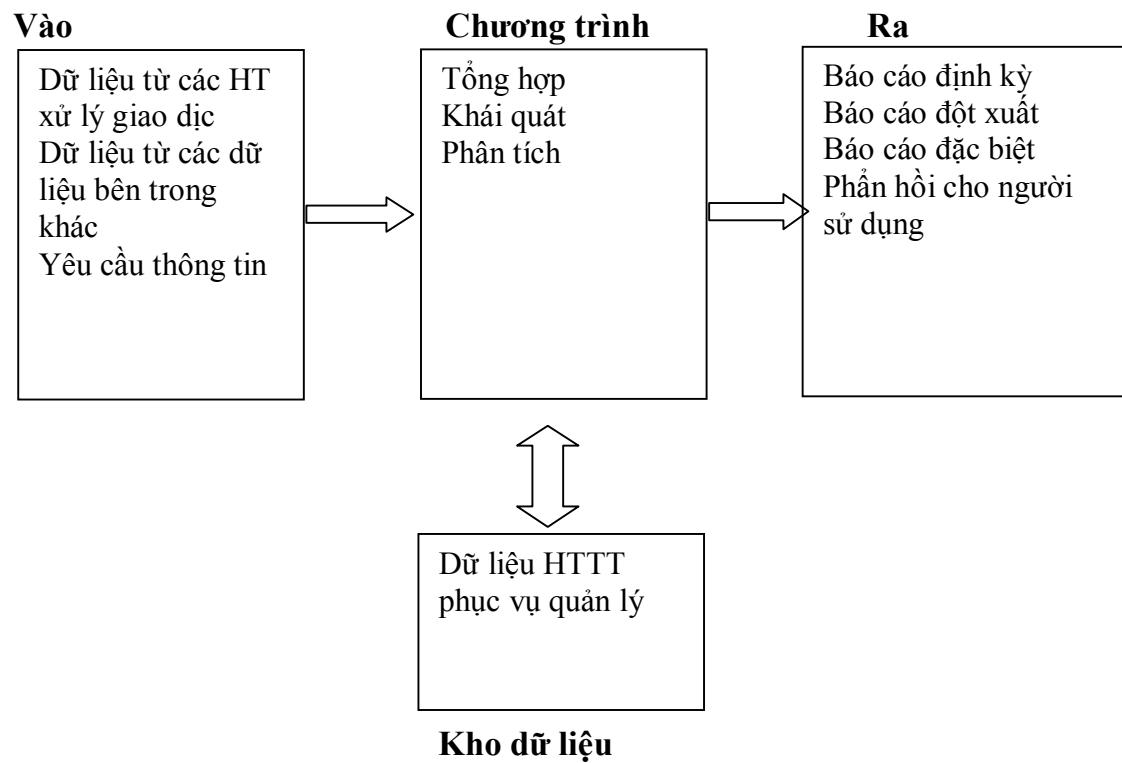 Vào
Dữ liệu từ các HT
xử lý giao dịc
Dữ liệu từ các dữ
liệu bên trong
khác
Yêu cầu thông tin
Chương trình
Tổng hợp
Khái quát
Phân tích
Ra
Báo cáo định kỳ
Báo cáo đột xuất
Báo cáo đặc biệt
Phẩn hồi cho người
sử dụng
Dữ liệu HTTT
phục vụ quản lý
Kho dữ liệu